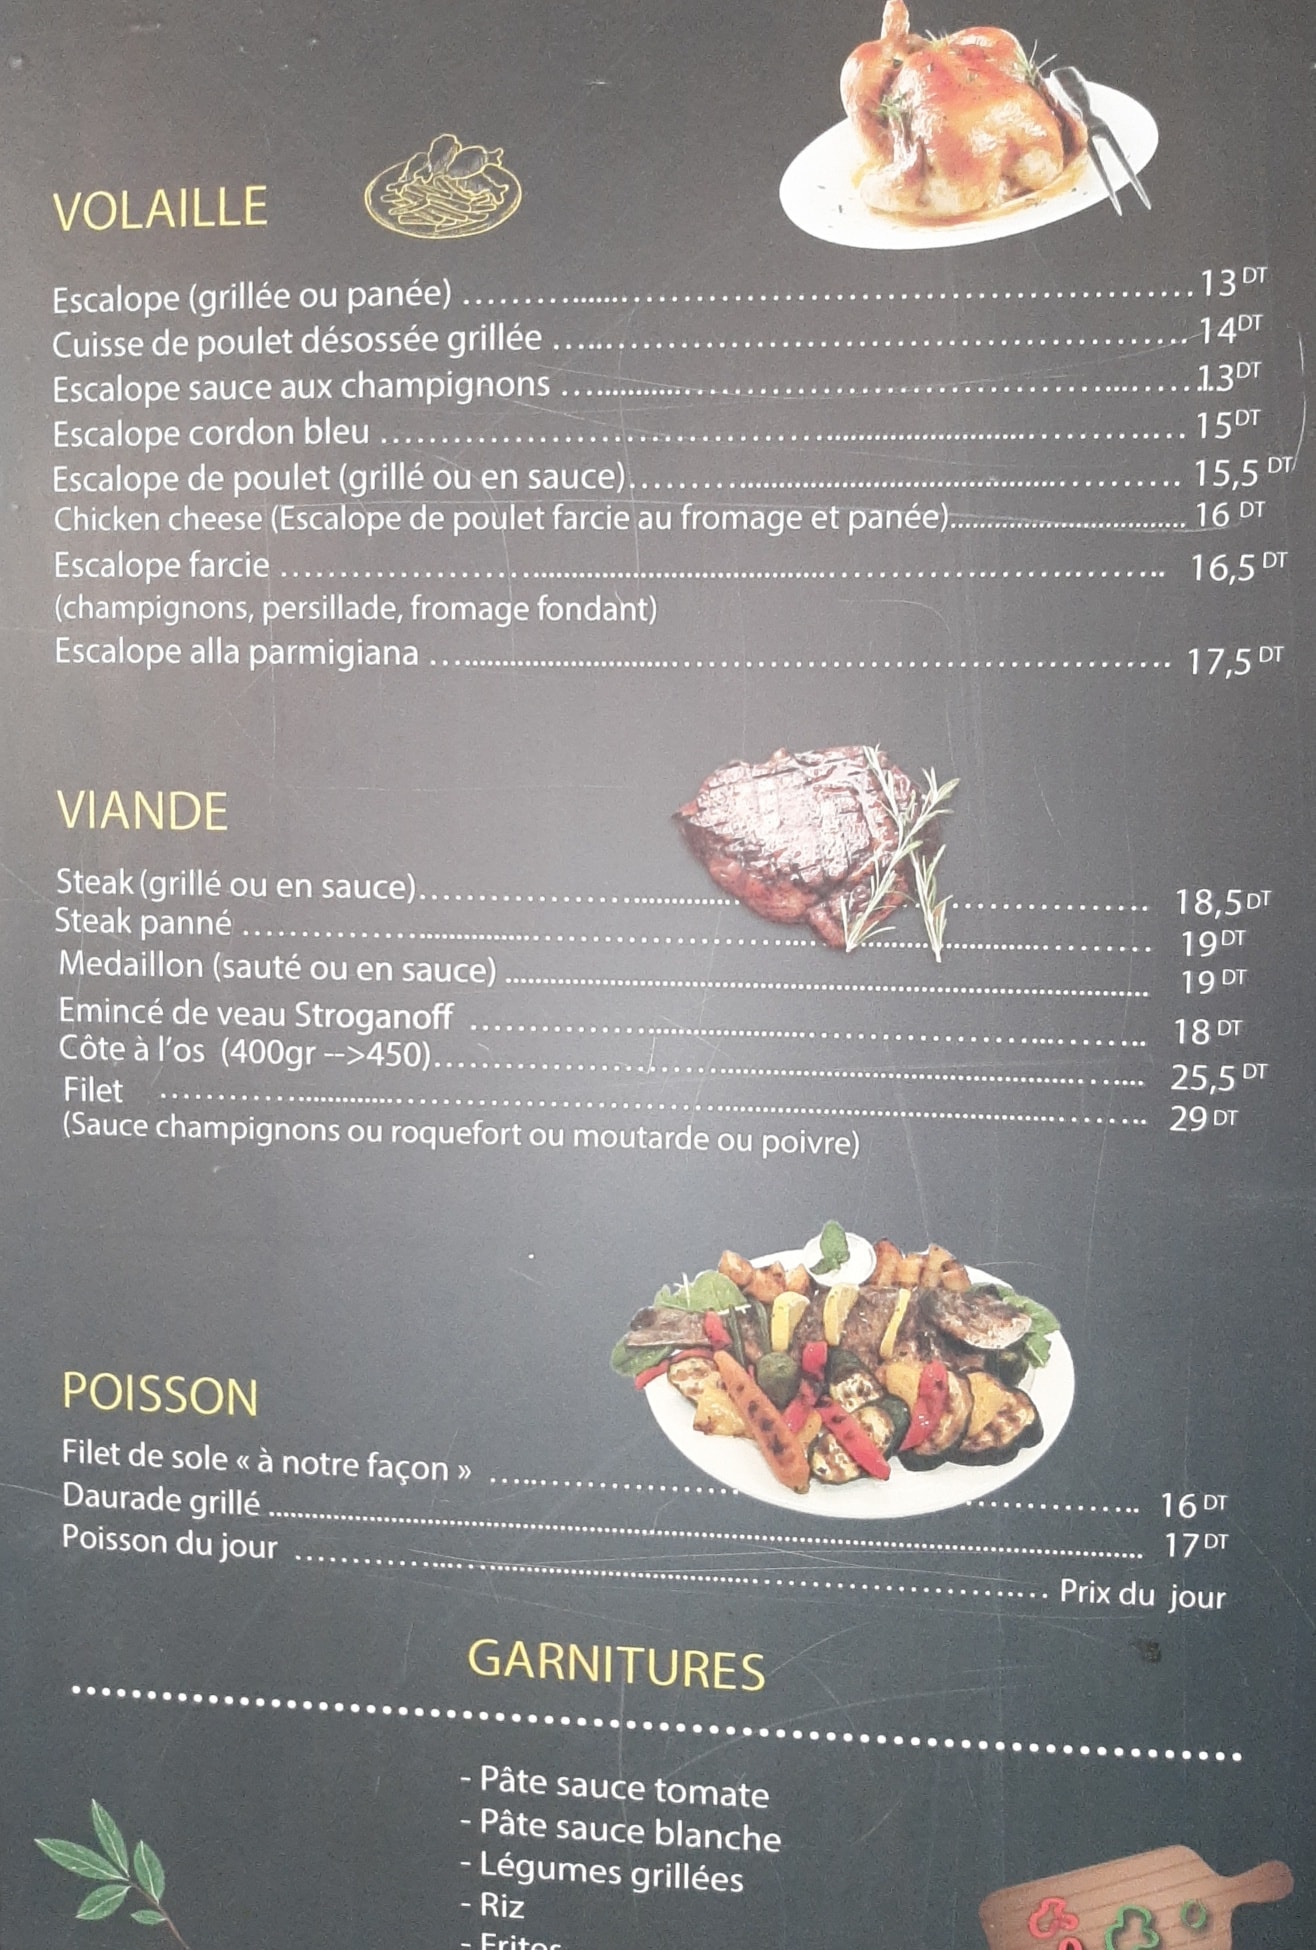 VOLAILLE
Escalope (grillée ou panée) 13 DT
Cuisse de poulet désossée grillée 14 DT
Escalope sauce aux champignons 13 DT
Escalope cordon bleu 15 DT
Escalope de poulet (grillé ou en sauce) 15,5 DT
Chicken cheese (Escalope de poulet farcie au fromage et panée) 16 DT
Escalope farcie 16,5 DT
(champignons, persillade, fromage fondant)
Escalope alla parmigiana 17,5 DT
VIANDE
Steak (grillé ou en sauce) 18,5 DT
Steak panné 19 DT
Medaillon (sauté ou en sauce) 19 DT
Emincé de veau Stroganoff 18 DT
Côte à l'os (400gr -->450) 25,5 DT
Filet 29 DT
(Sauce champignons ou roquefort ou moutarde ou poivre)
POISSON
Filet de sole « à notre façon » 16 DT
Daurade grillé 17 DT
Poisson du jour Prix du jour
GARNITURES
- Pâte sauce tomate
- Pâte sauce blanche
- Légumes grillées
- Riz
- Frites